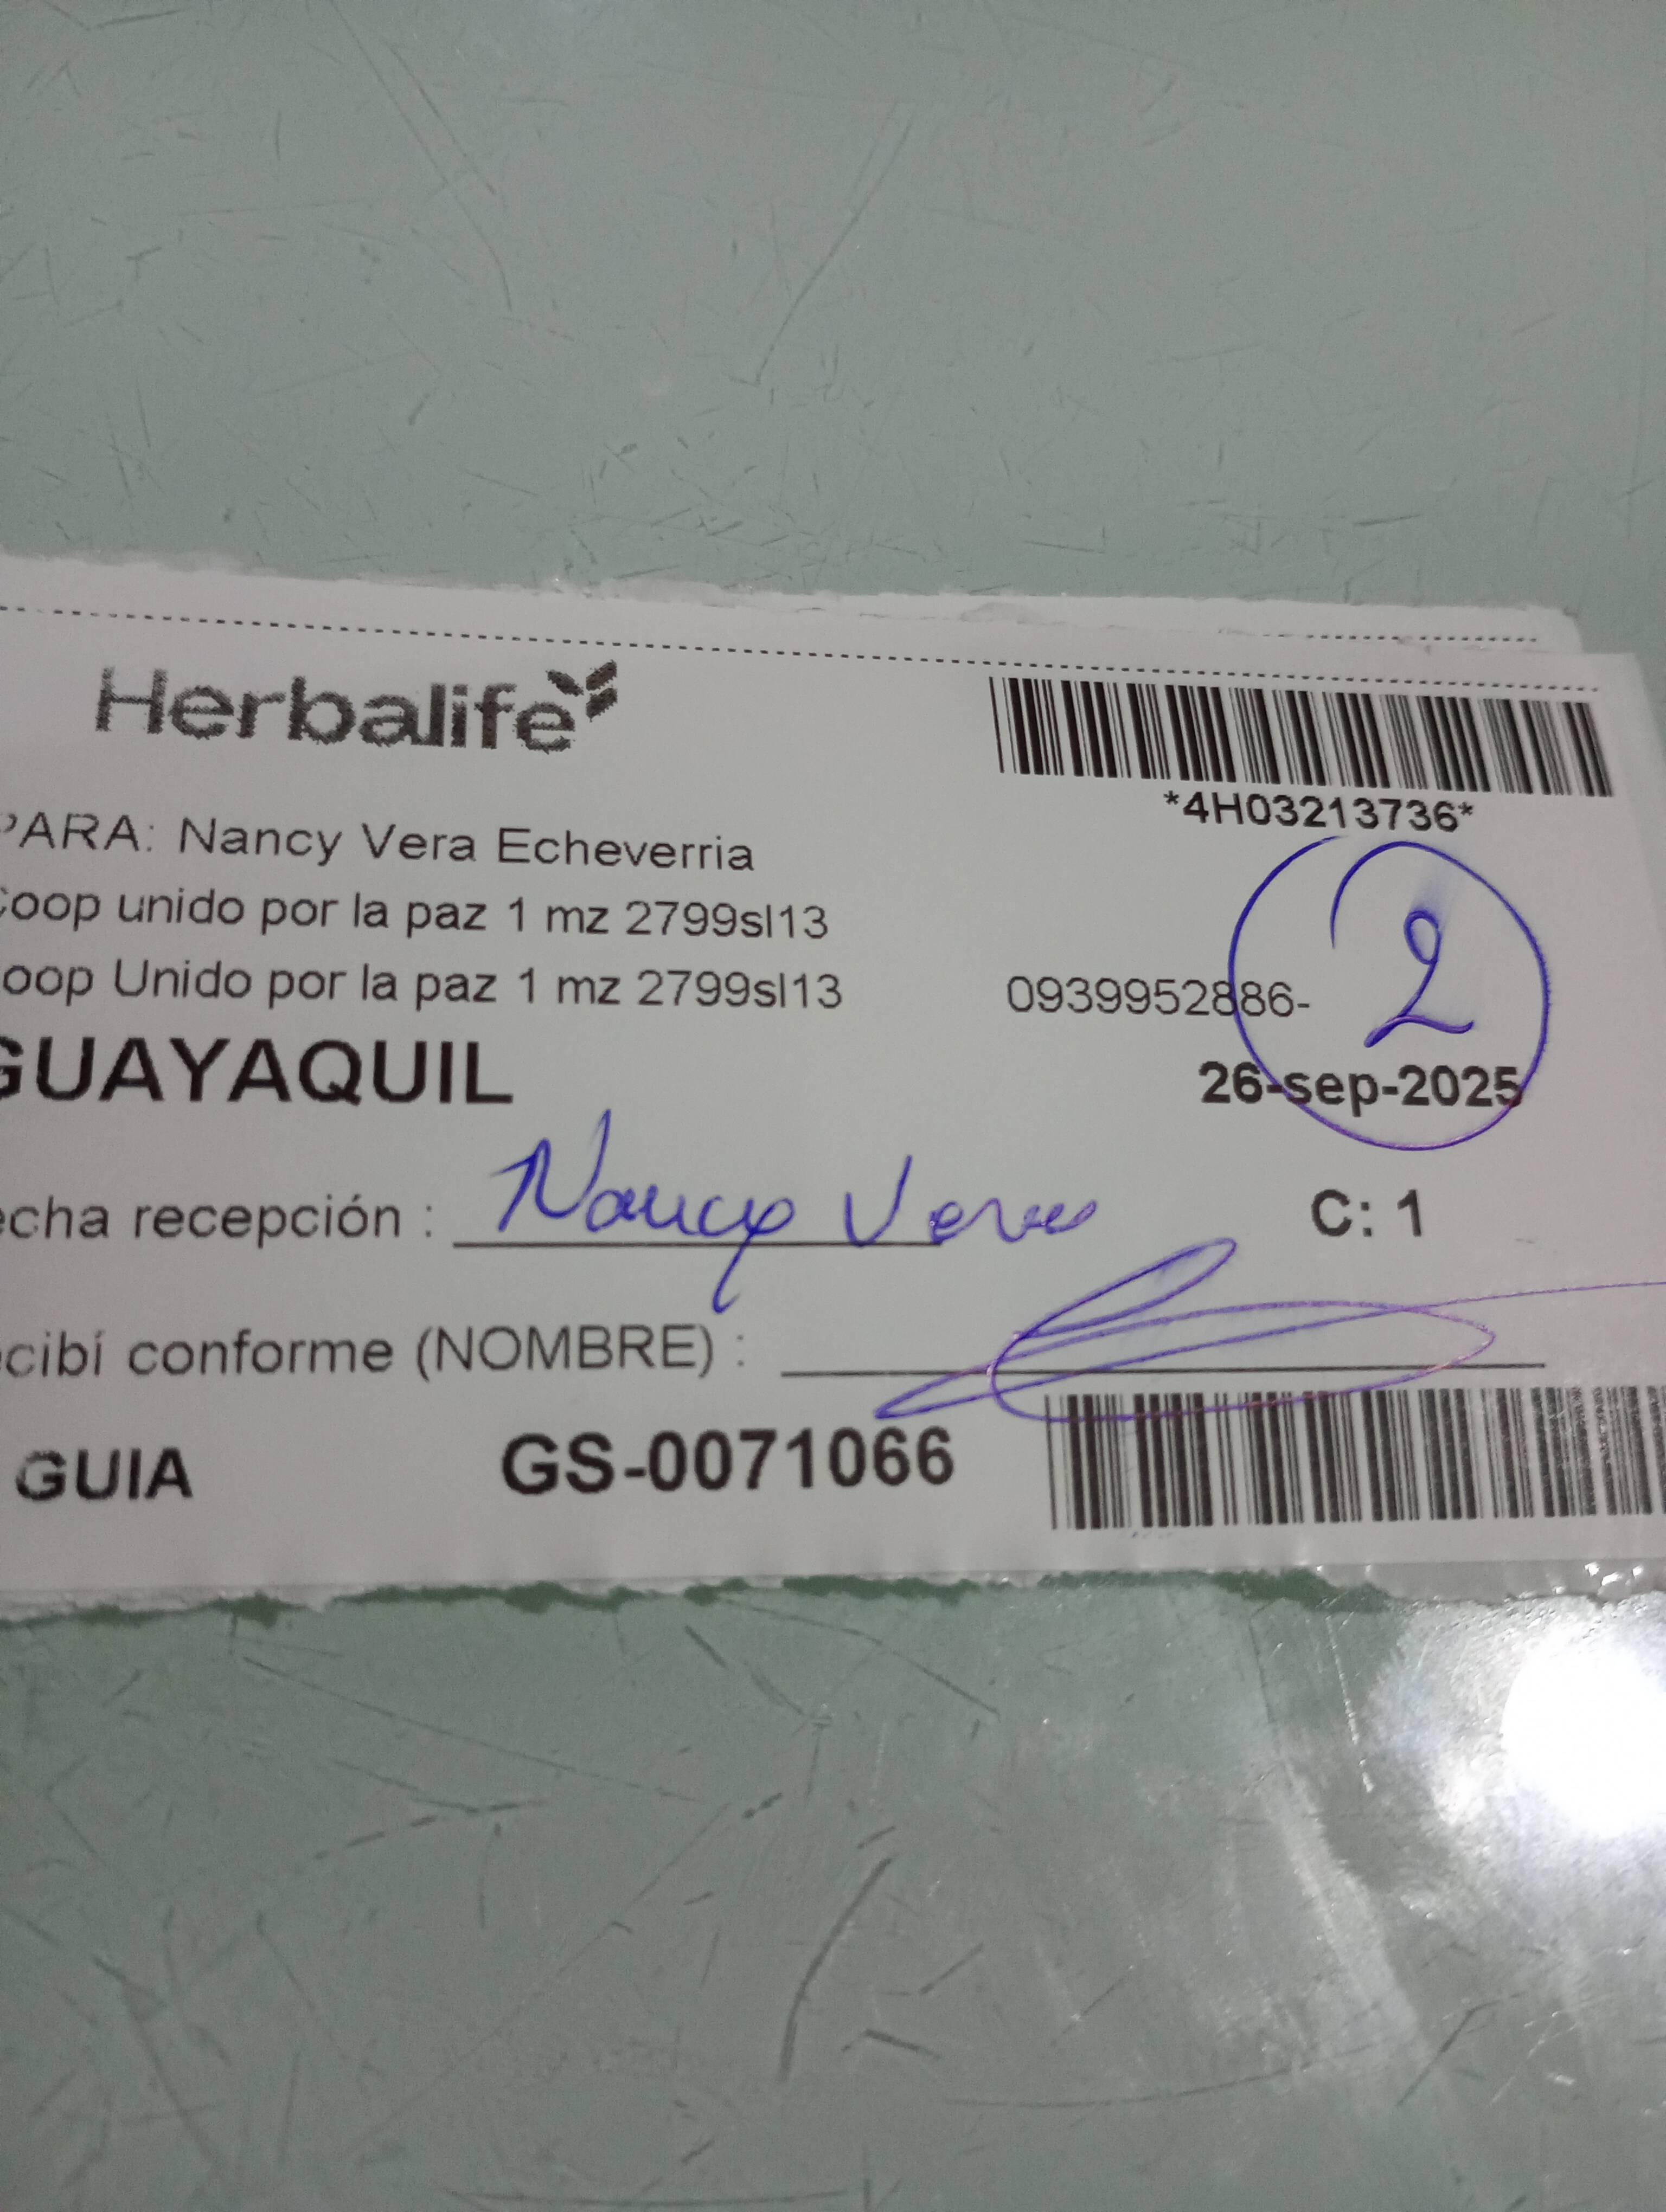 Herbalife
*4H03213736*
PARA: Nancy Vera Echeverria
Coop unido por la paz 1 mz 2799sl13
oop Unido por la paz 1 mz 2799sl13
0939952886-
2
GUAYAQUIL
26-sep-2025
echa recepción : Nancy Vera
C: 1
ecibí conforme (NOMBRE) :
GUIA GS-0071066